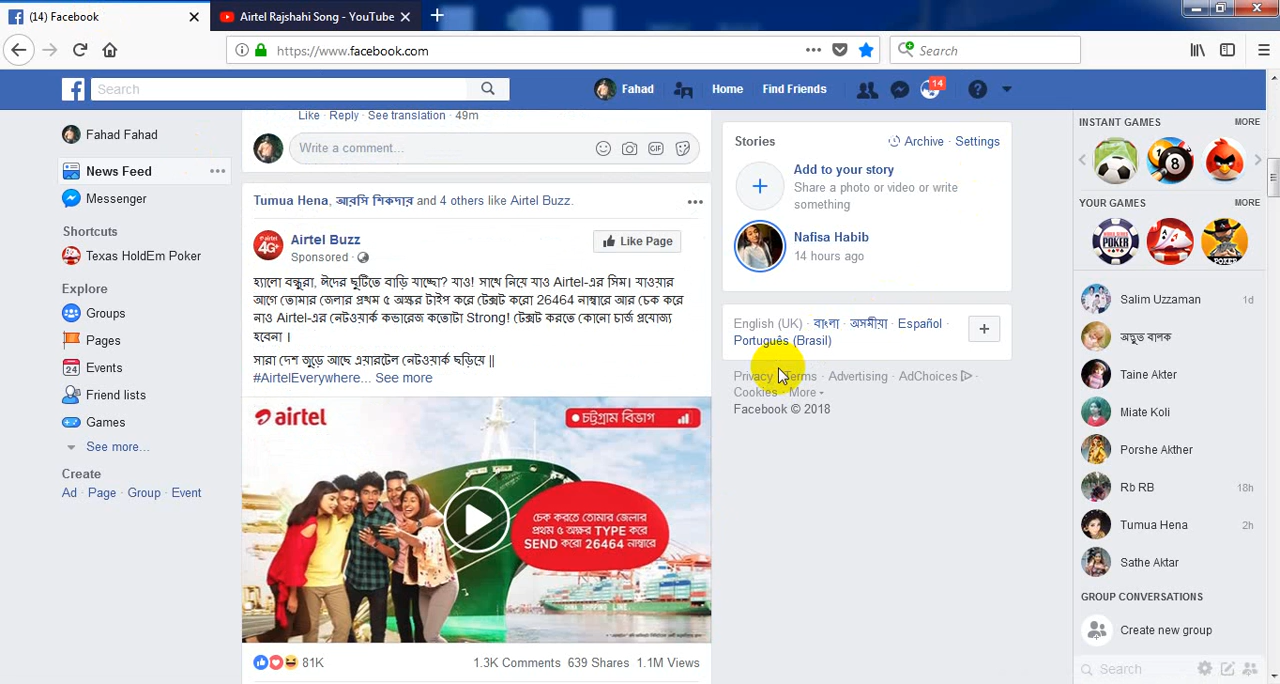 (14) Facebook
Airtel Rajshahi Song - YouTube
https://www.facebook.com
Search
Search
Fahad
Home
Find Friends
14
Fahad Fahad
News Feed
Messenger
Shortcuts
Texas HoldEm Poker
Explore
Groups
Pages
Events
Friend lists
Games
See more...
Create
Ad · Page · Group · Event
Like · Reply · See translation · 49m
Write a comment...
GIF
Tumua Hena, আরসি শিকদার and 4 others like Airtel Buzz.
Airtel Buzz
Sponsored ·
Like Page
হ্যালো বন্ধুরা, ঈদের ছুটিতে বাড়ি যাচ্ছো? যাও! সাথে নিয়ে যাও Airtel-এর সিম। যাওয়ার
আগে তোমার জেলার প্রথম ৫ অক্ষর টাইপ করে টেক্সট করো 26464 নাম্বারে আর চেক করে
নাও Airtel-এর নেটওয়ার্ক কভারেজ কতোটা Strong! টেক্সট করতে কোনো চার্জ প্রযোজ্য
হবেনা ।
সারা দেশ জুড়ে আছে এয়ারটেল নেটওয়ার্ক ছড়িয়ে ||
#AirtelEverywhere... See more
airtel
চট্টগ্রাম বিভাগ
চেক করতে তোমার জেলার
প্রথম ৫ অক্ষর TYPE করে
SEND করো 26464 নাম্বারে
81K
1.3K Comments 639 Shares 1.1M Views
Stories
Archive · Settings
Add to your story
Share a photo or video or write
something
Nafisa Habib
14 hours ago
English (UK) · বাংলা · অসমীয়া · Español ·
Português (Brasil)
Privacy · Terms · Advertising · AdChoices ·
Cookies · More
Facebook © 2018
INSTANT GAMES MORE
YOUR GAMES MORE
POKER
POKER
Salim Uzzaman 1d
অদ্ভুত বালক
Taine Akter
Miate Koli
Porshe Akther
Rb RB 18h
Tumua Hena 2h
Sathe Aktar
GROUP CONVERSATIONS
Create new group
Search